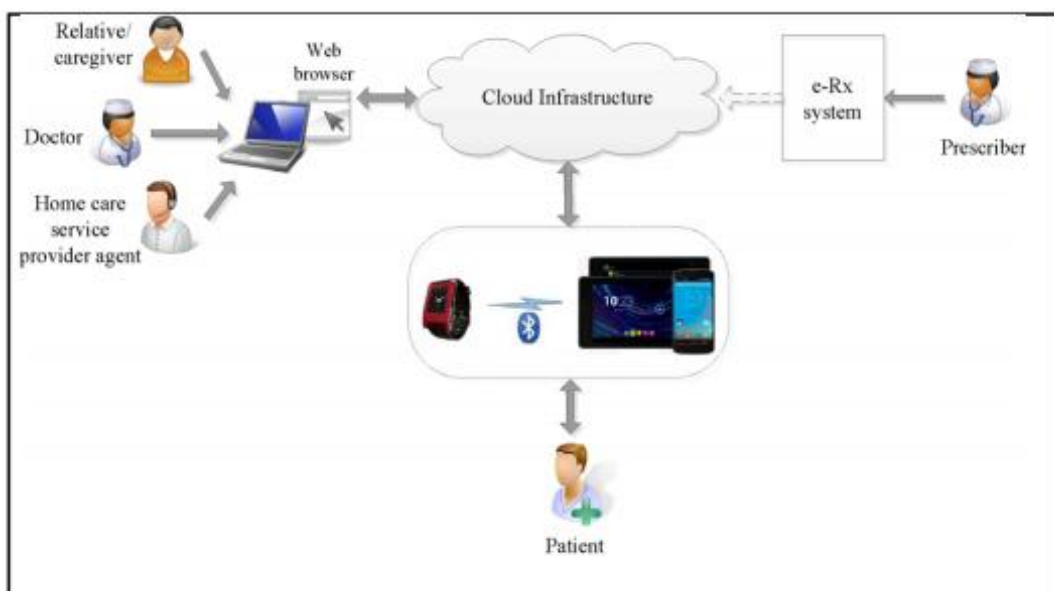 Relative/
caregiver
Web
browser
Cloud Infrastructure
e-Rx
system
Doctor
Prescriber
Home care
service
provider agent
10
Patient